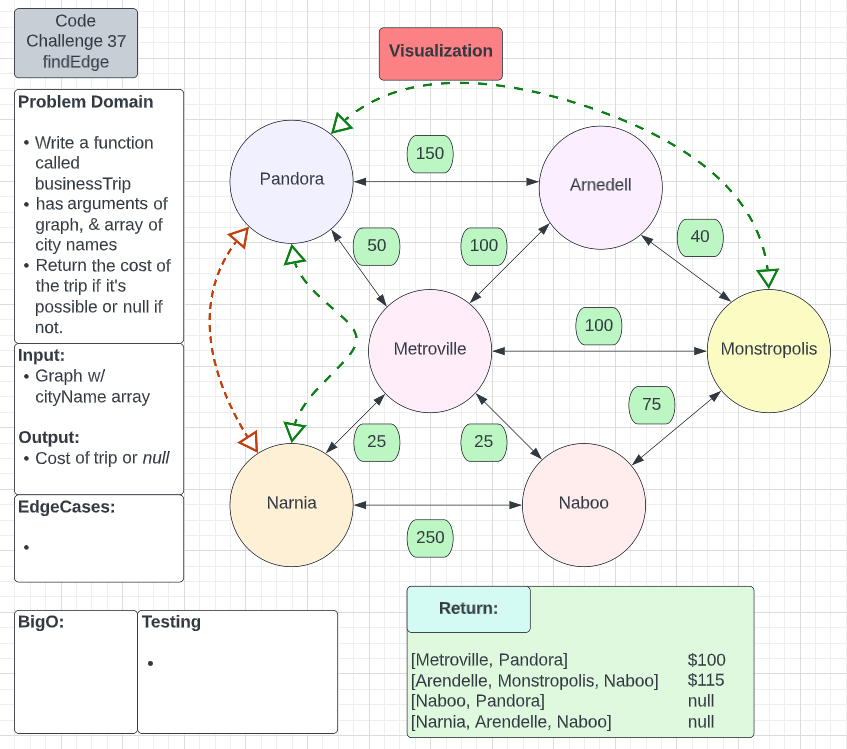 Code
Challenge 37
findEdge
Visualization
Problem Domain
• Write a function
called
businessTrip
• has arguments of
graph, & array of
city names
• Return the cost of
the trip if it's
possible or null if
not.
Input:
• Graph w/
cityName array
Output:
• Cost of trip or null
EdgeCases:
•
BigO:
Testing
•
Pandora
150
Arnedell
50
100
40
Metroville
100
Monstropolis
25
25
75
Narnia
250
Naboo
Return:
[Metroville, Pandora] $100
[Arendelle, Monstropolis, Naboo] $115
[Naboo, Pandora] null
[Narnia, Arendelle, Naboo] null